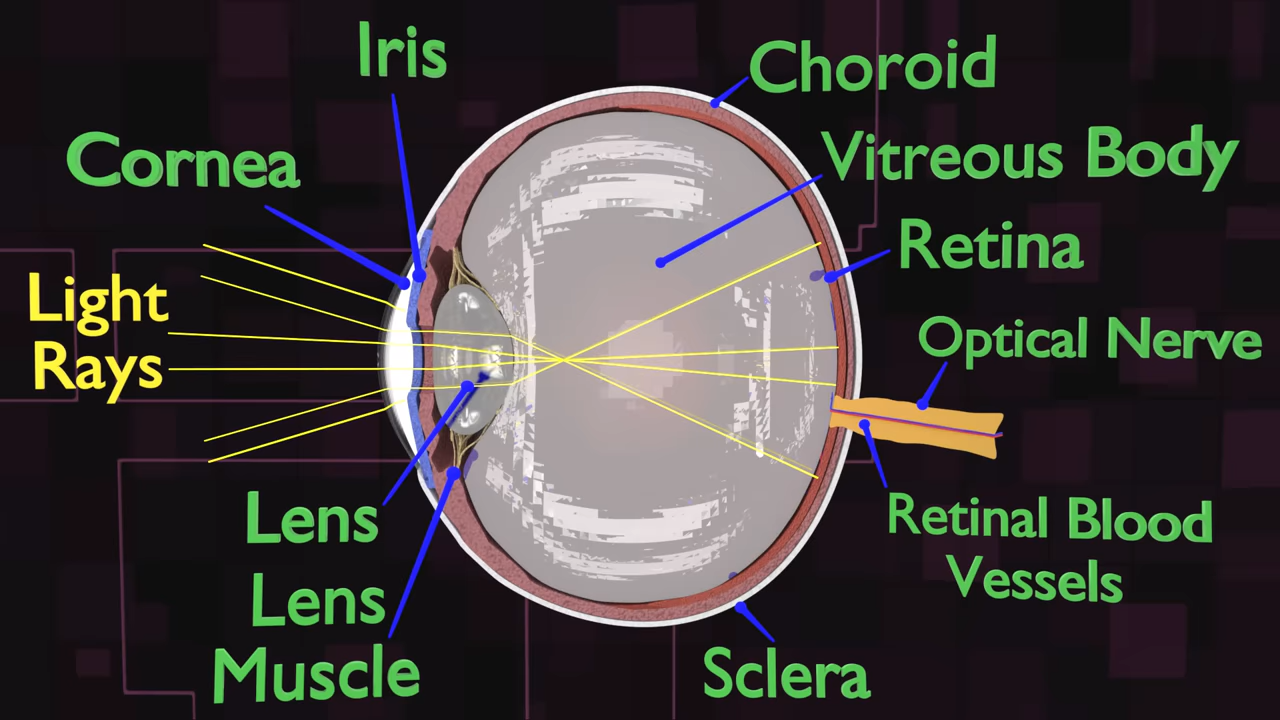 Iris
Choroid
Cornea
Vitreous Body
Retina
Light
Rays
Optical Nerve
Lens
Retinal Blood
Vessels
Lens
Muscle
Sclera